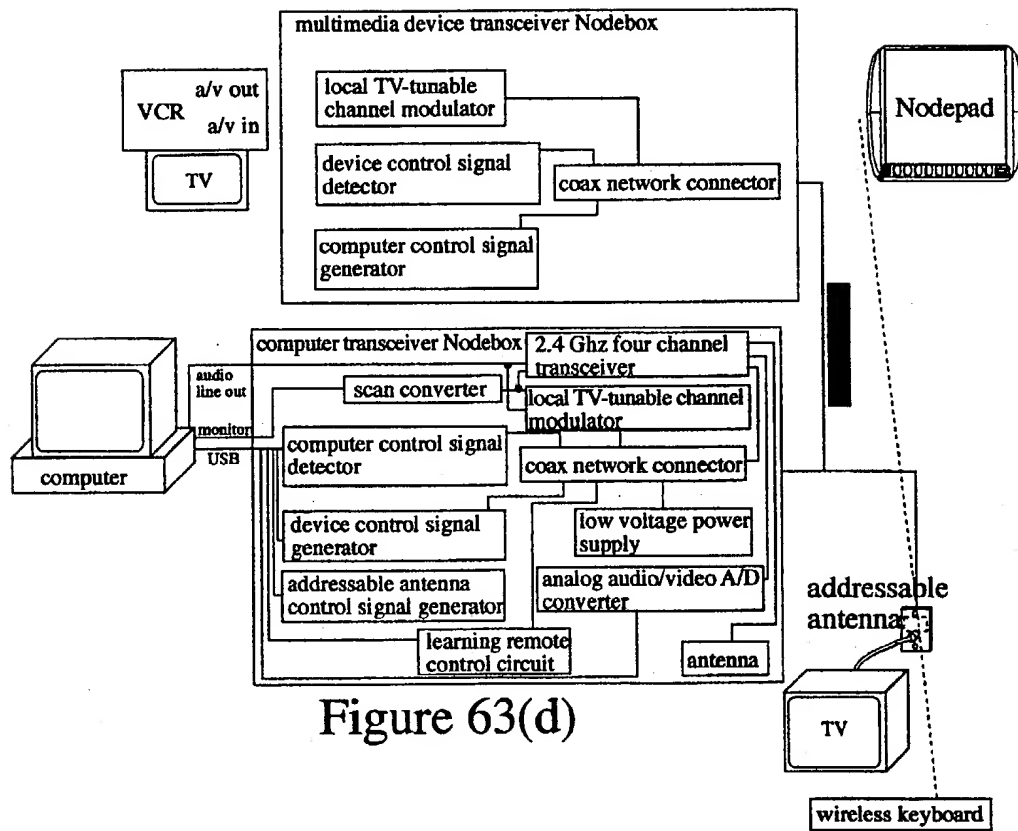 multimedia device transceiver Nodebox
a/v out
VCR
a/v in
TV
local TV-tunable
channel modulator
device control signal
detector
coax network connector
computer control signal
generator
Nodepad
computer transceiver Nodebox
2.4 Ghz four channel
transceiver
audio
line out
scan converter
local TV-tunable channel
modulator
monitor
USB
computer
computer control signal
detector
coax network connector
device control signal
generator
low voltage power
supply
addressable antenna
control signal generator
analog audio/video A/D
converter
learning remote
control circuit
antenna
addressable
antenna
TV
wireless keyboard
Figure 63(d)